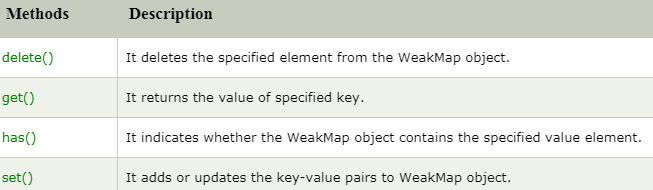 Methods Description
delete() It deletes the specified element from the WeakMap object.
get() It returns the value of specified key.
has() It indicates whether the WeakMap object contains the specified value element.
set() It adds or updates the key-value pairs to WeakMap object.